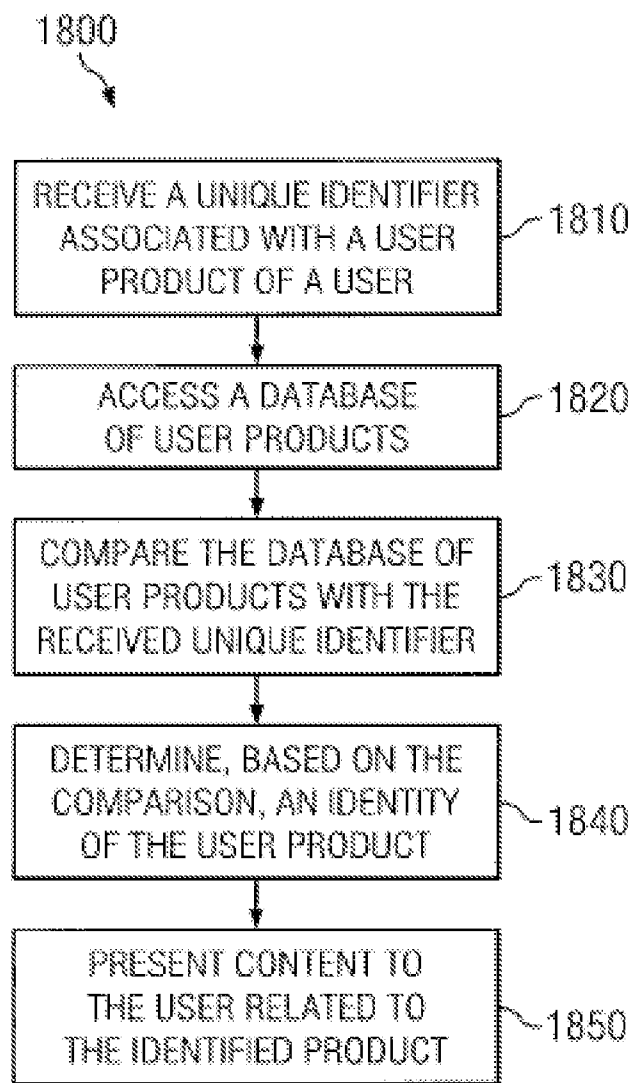 1800
RECEIVE A UNIQUE IDENTIFIER
ASSOCIATED WITH A USER
PRODUCT OF A USER
1810
ACCESS A DATABASE
OF USER PRODUCTS
1820
COMPARE THE DATABASE OF
USER PRODUCTS WITH THE
RECEIVED UNIQUE IDENTIFIER
1830
DETERMINE, BASED ON THE
COMPARISON, AN IDENTITY
OF THE USER PRODUCT
1840
PRESENT CONTENT TO
THE USER RELATED TO
THE IDENTIFIED PRODUCT
1850